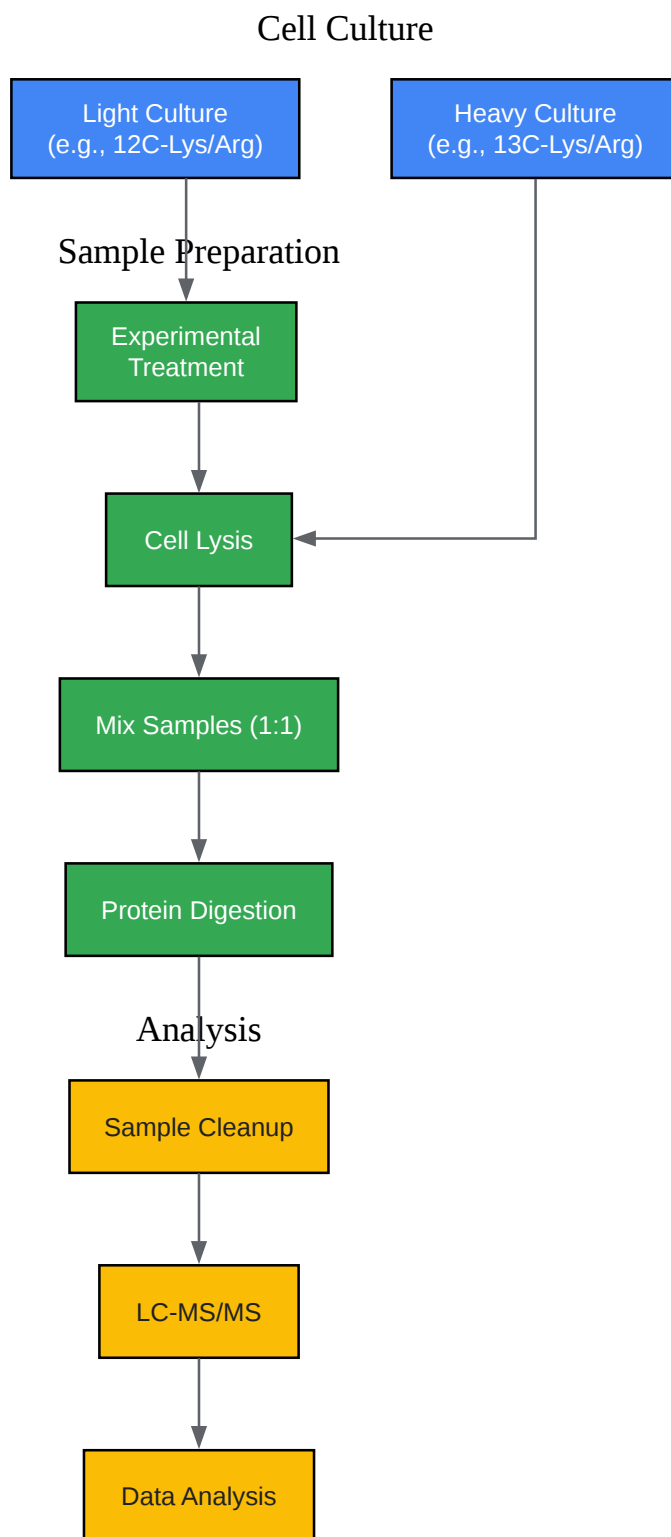 Cell Culture
Light Culture
(e.g., 12C-Lys/Arg)
Heavy Culture
(e.g., 13C-Lys/Arg)
Sample Preparation
Experimental
Treatment
Cell Lysis
Mix Samples (1:1)
Protein Digestion
Analysis
Sample Cleanup
LC-MS/MS
Data Analysis